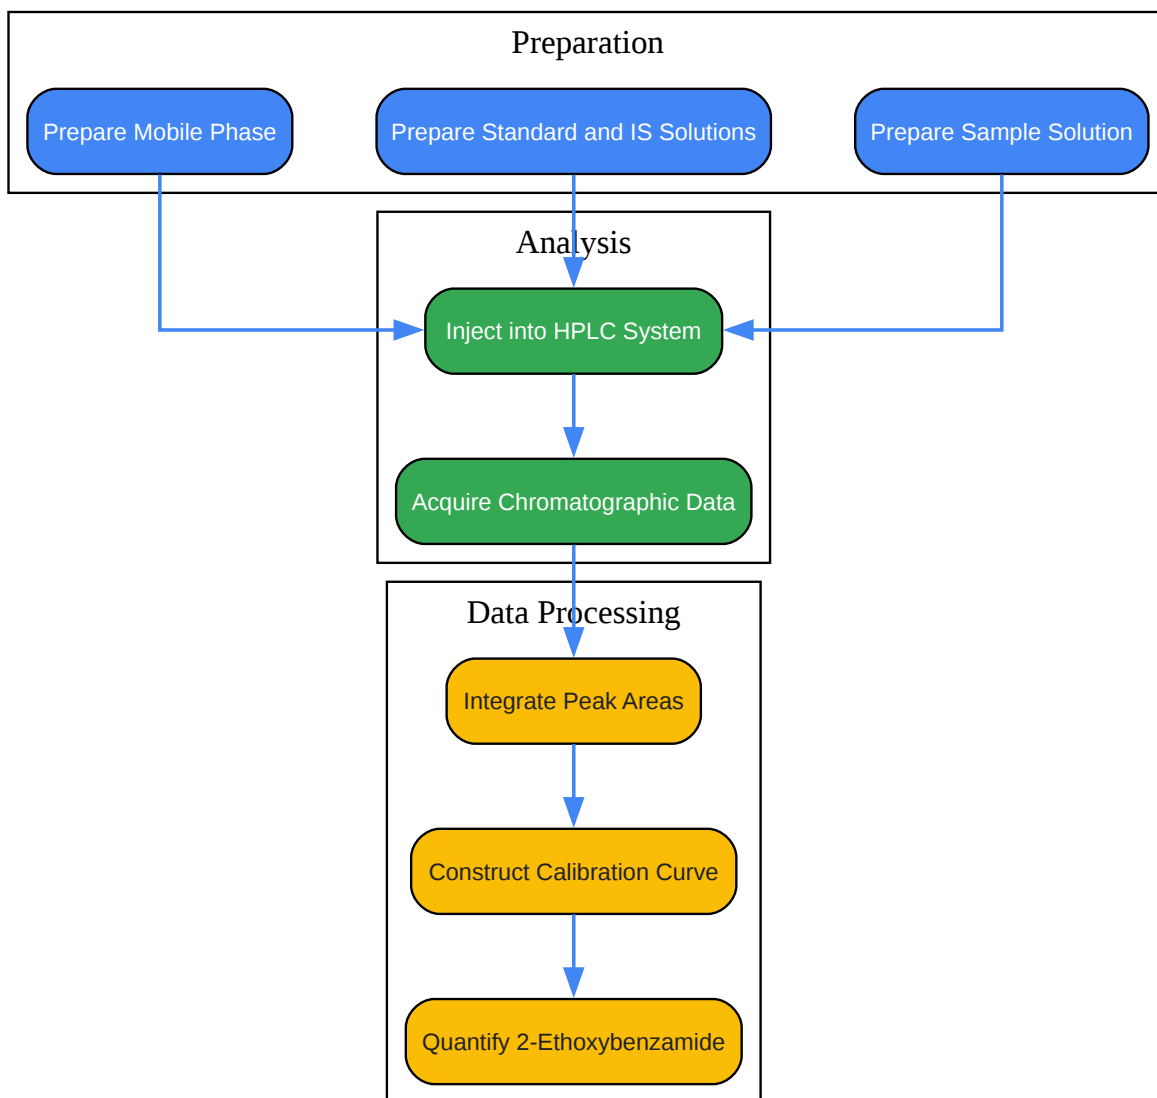 Preparation
Prepare Mobile Phase
Prepare Standard and IS Solutions
Prepare Sample Solution
Analysis
Inject into HPLC System
Acquire Chromatographic Data
Data Processing
Integrate Peak Areas
Construct Calibration Curve
Quantify 2-Ethoxybenzamide